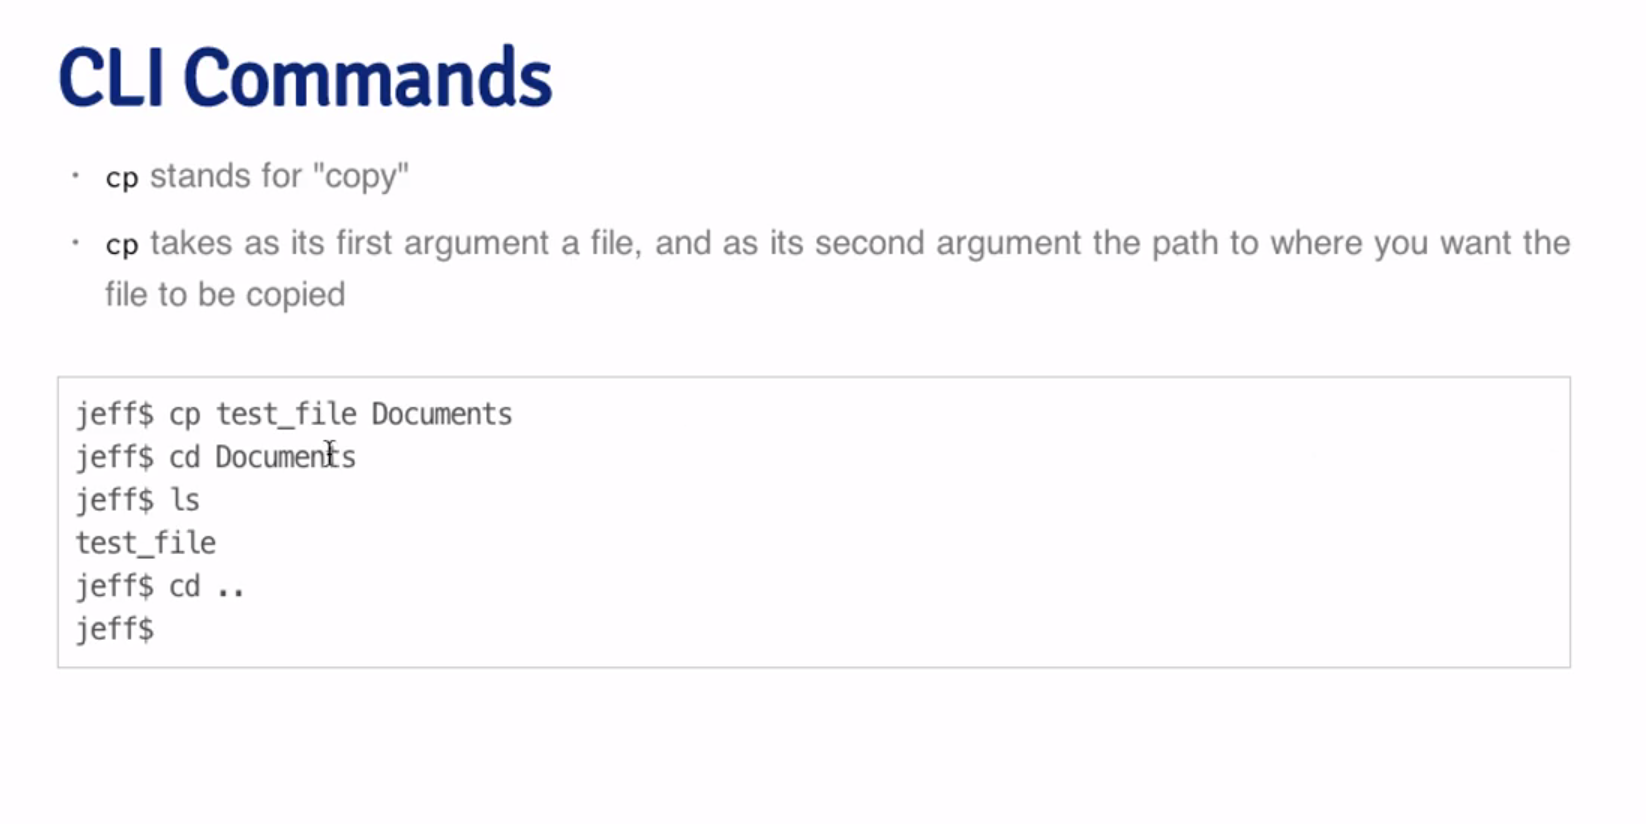 CLI Commands
· cp stands for "copy"
· cp takes as its first argument a file, and as its second argument the path to where you want the
file to be copied
jeff$ cp test_file Documents
jeff$ cd Documents
jeff$ ls
test_file
jeff$ cd ..
jeff$